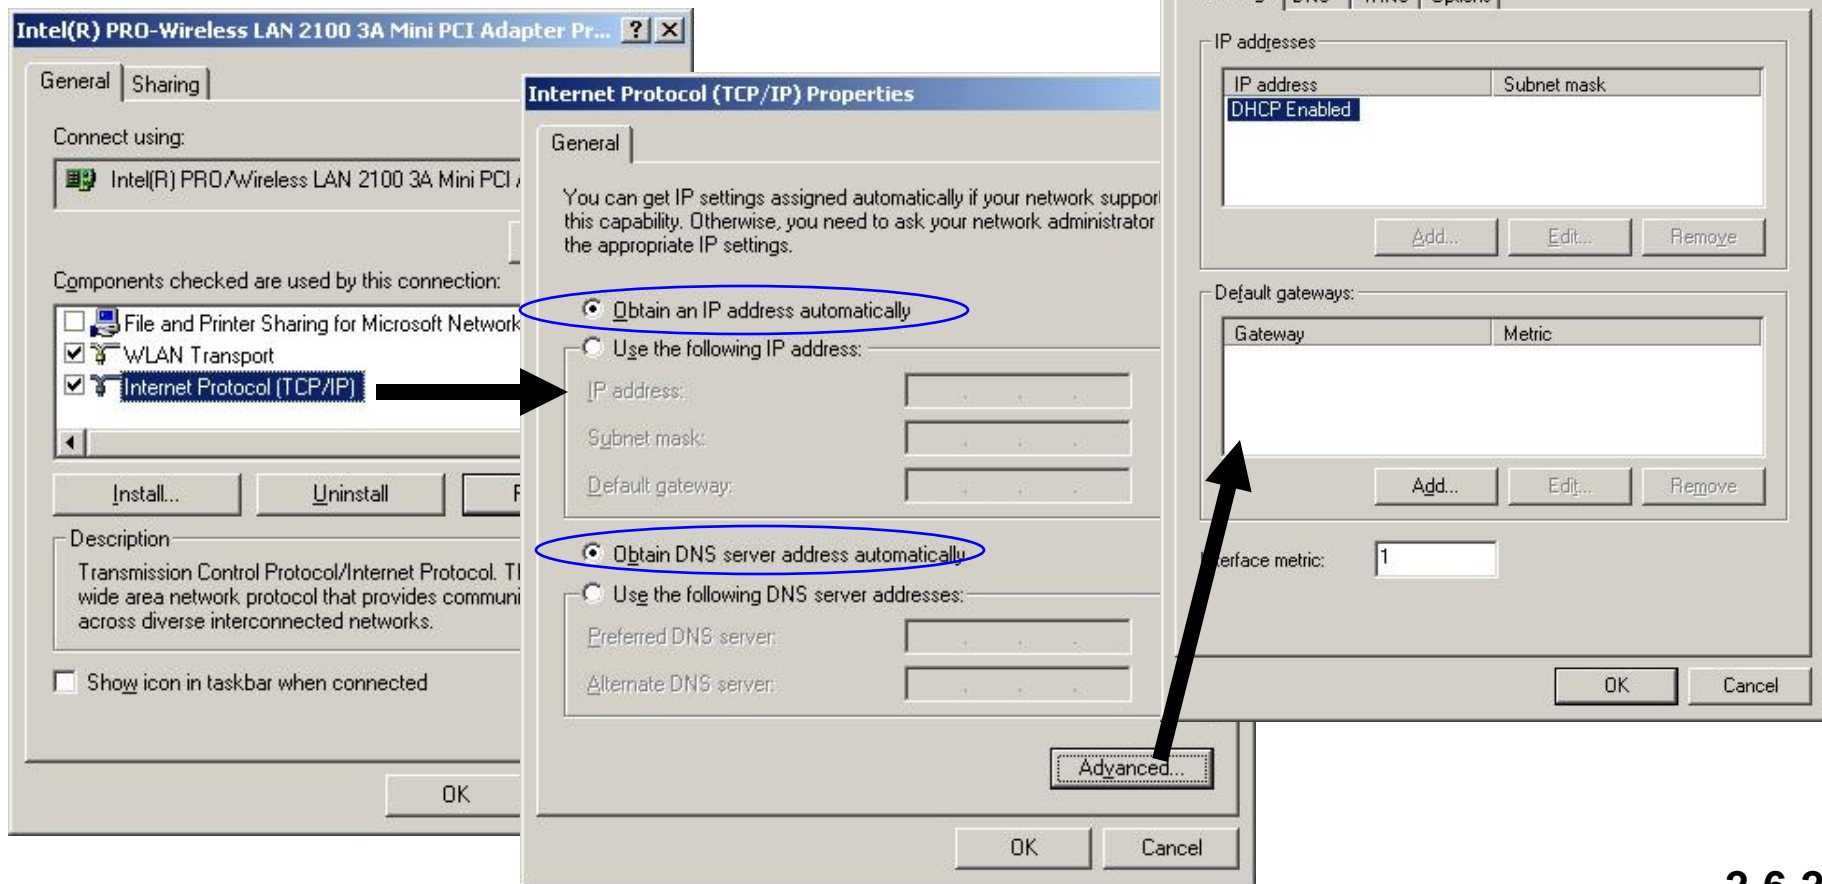 Intel(R) PRO-Wireless LAN 2100 3A Mini PCI Adapter Pr...
General Sharing
Connect using:
Intel(R) PRO/Wireless LAN 2100 3A Mini PCI
Components checked are used by this connection:
File and Printer Sharing for Microsoft Network
WLAN Transport
Internet Protocol (TCP/IP)
Install... Uninstall
Description
Transmission Control Protocol/Internet Protocol.
wide area network protocol that provides communi
across diverse interconnected networks.
Show icon in taskbar when connected
OK
Internet Protocol (TCP/IP) Properties
General
You can get IP settings assigned automatically if your network suppor
this capability. Otherwise, you need to ask your network administrator
the appropriate IP settings.
Obtain an IP address automatically
Use the following IP address:
IP address:
Subnet mask:
Default gateway:
Obtain DNS server address automatically
Use the following DNS server addresses:
Preferred DNS server:
Alternate DNS server:
Advanced...
OK Cancel
DNS WINS Options
IP addresses
IP address Subnet mask
DHCP Enabled
Add... Edit... Remove
Default gateways:
Gateway Metric
Add... Edit... Remove
erface metric: 1
OK Cancel